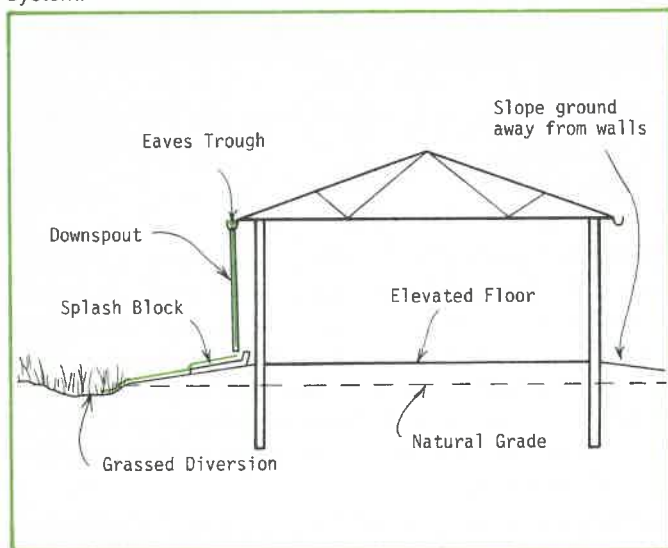 system.
Slope ground
away from walls
Eaves Trough
Downspout
Splash Block
Elevated Floor
Natural Grade
Grassed Diversion